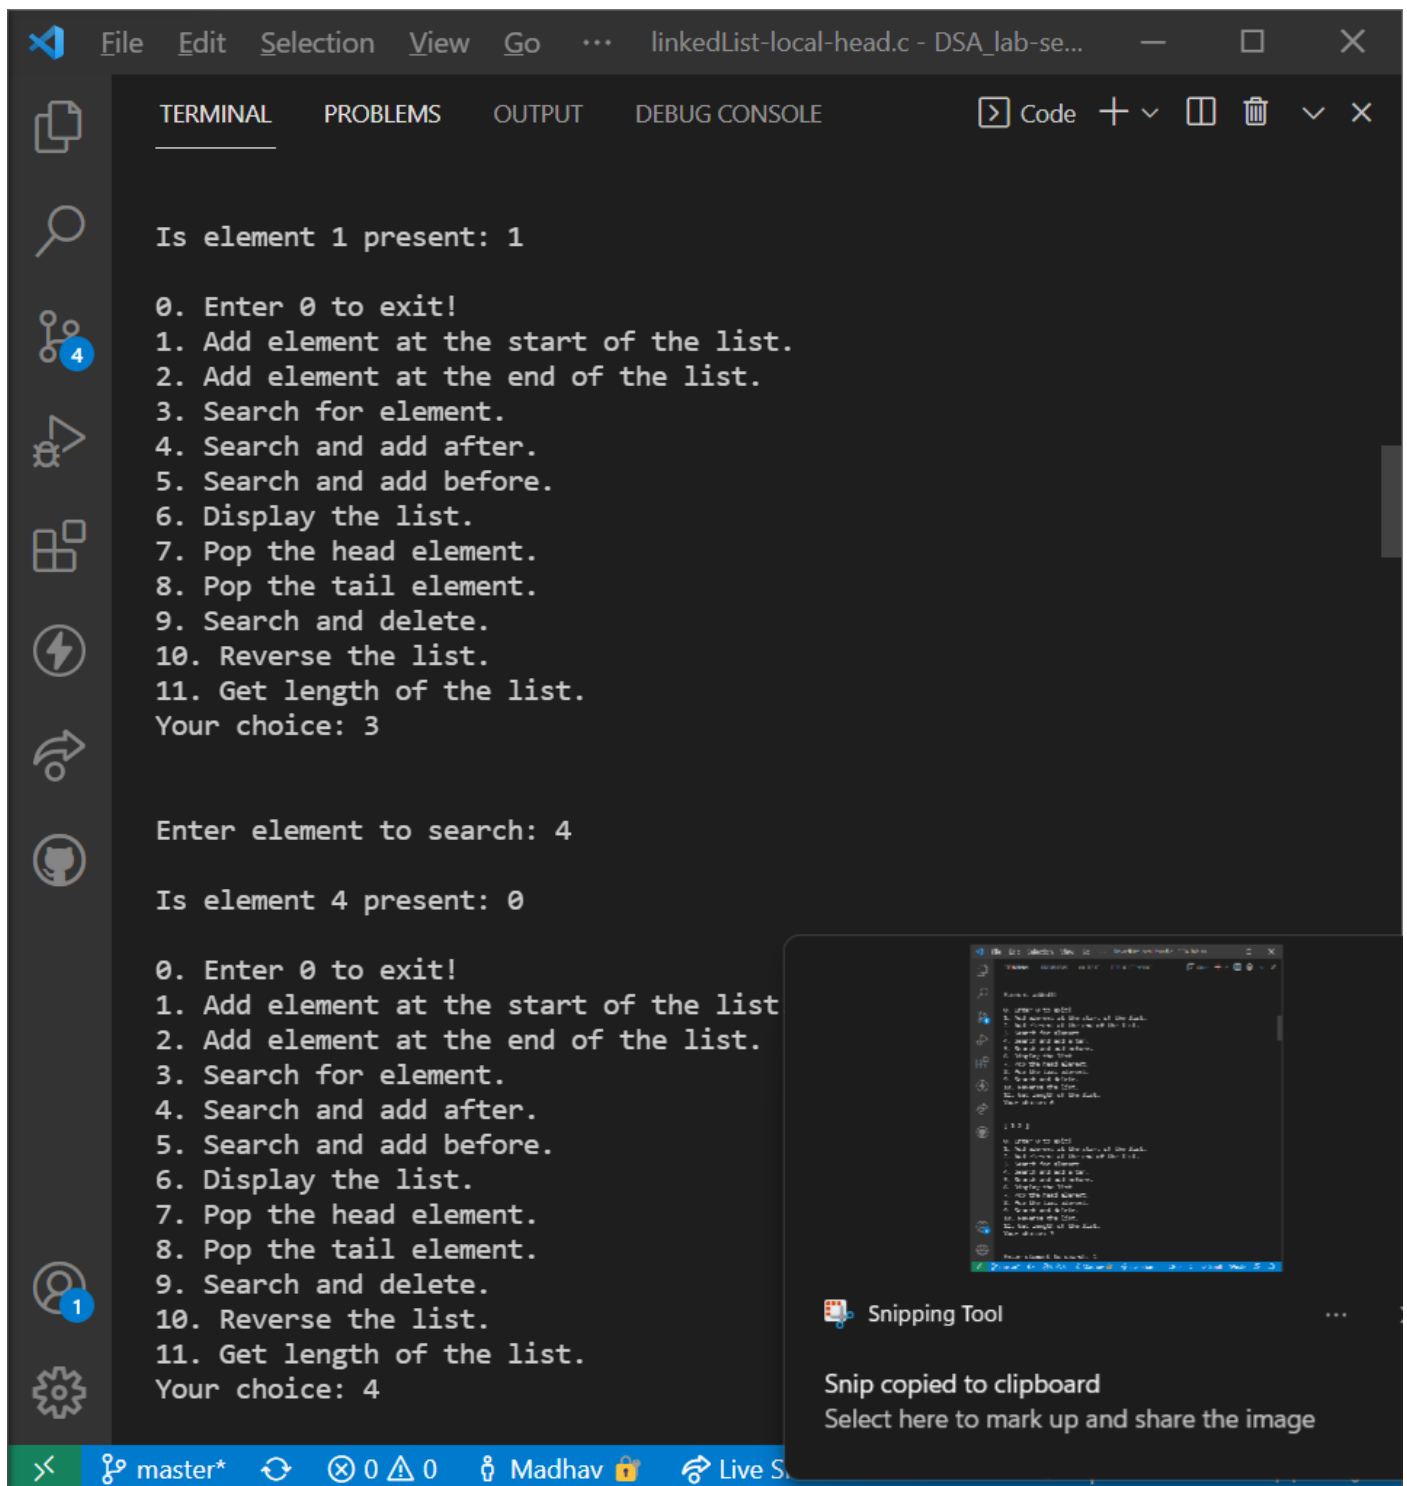 File Edit Selection View Go ··· linkedList-local-head.c - DSA_lab-se...
TERMINAL PROBLEMS OUTPUT DEBUG CONSOLE Code
Is element 1 present: 1
0. Enter 0 to exit!
1. Add element at the start of the list.
2. Add element at the end of the list.
3. Search for element.
4. Search and add after.
5. Search and add before.
6. Display the list.
7. Pop the head element.
8. Pop the tail element.
9. Search and delete.
10. Reverse the list.
11. Get length of the list.
Your choice: 3
Enter element to search: 4
Is element 4 present: 0
0. Enter 0 to exit!
1. Add element at the start of the list
2. Add element at the end of the list.
3. Search for element.
4. Search and add after.
5. Search and add before.
6. Display the list.
7. Pop the head element.
8. Pop the tail element.
9. Search and delete.
10. Reverse the list.
11. Get length of the list.
Your choice: 4
4
1
Snipping Tool ···
Snip copied to clipboard
Select here to mark up and share the image
master* 0 0 Madhav Live S